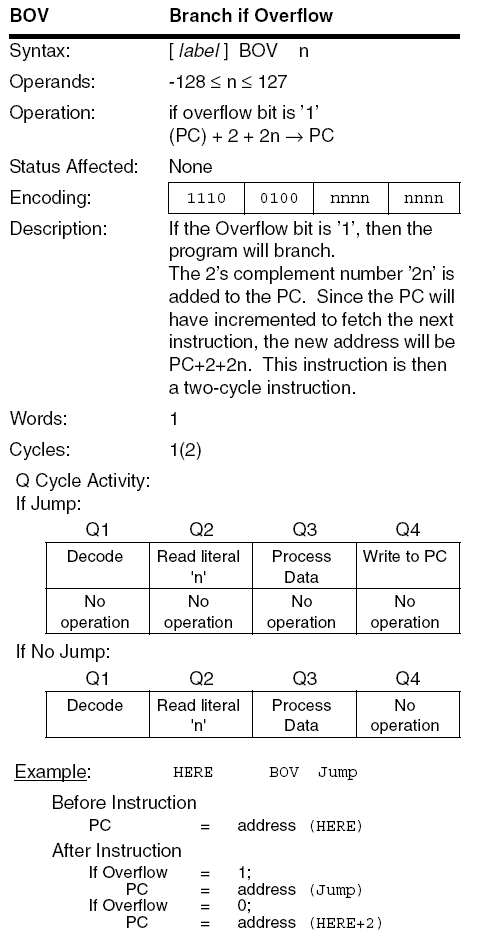 BOV Branch if Overflow
Syntax: [ label ] BOV n
Operands: -128 ≤ n ≤ 127
Operation: if overflow bit is ’1’
(PC) + 2 + 2n → PC
Status Affected: None
Encoding: 1110 0100 nnnn nnnn
Description: If the Overflow bit is ’1’, then the
program will branch.
The 2’s complement number ’2n’ is
added to the PC. Since the PC will
have incremented to fetch the next
instruction, the new address will be
PC+2+2n. This instruction is then
a two-cycle instruction.
Words: 1
Cycles: 1(2)
Q Cycle Activity:
If Jump:
Q1 Q2 Q3 Q4
Decode Read literal Process Write to PC
'n' Data
No No No No
operation operation operation operation
If No Jump:
Q1 Q2 Q3 Q4
Decode Read literal Process No
'n' Data operation
Example: HERE BOV Jump
Before Instruction
PC = address (HERE)
After Instruction
If Overflow = 1;
PC = address (Jump)
If Overflow = 0;
PC = address (HERE+2)